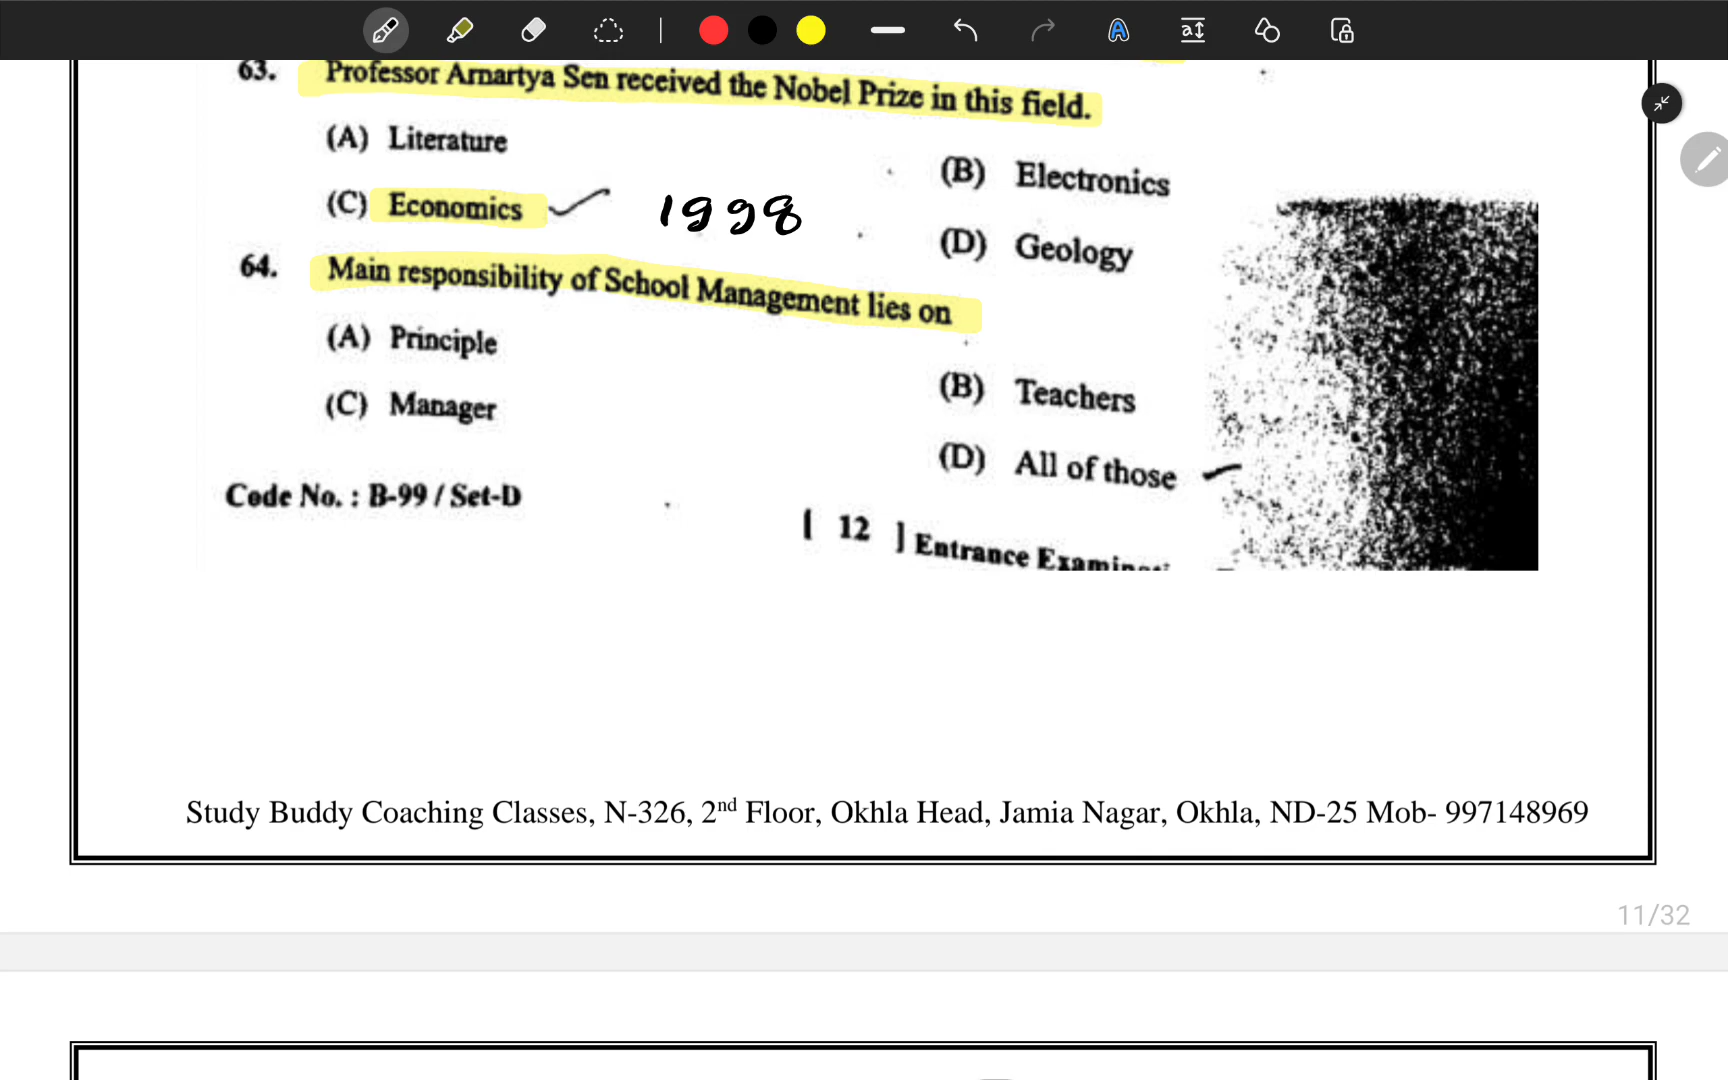 63. Professor Arnartya Sen received the Nobel Prize in this field.
(A) Literature
(B) Electronics
(C) Economics 1998
(D) Geology
64. Main responsibility of School Management lies on
(A) Principle
(B) Teachers
(C) Manager
(D) All of those
Code No. : B-99 / Set-D
[ 12 ] Entrance
Study Buddy Coaching Classes, N-326, 2nd Floor, Okhla Head, Jamia Nagar, Okhla, ND-25 Mob- 997148969
11/32